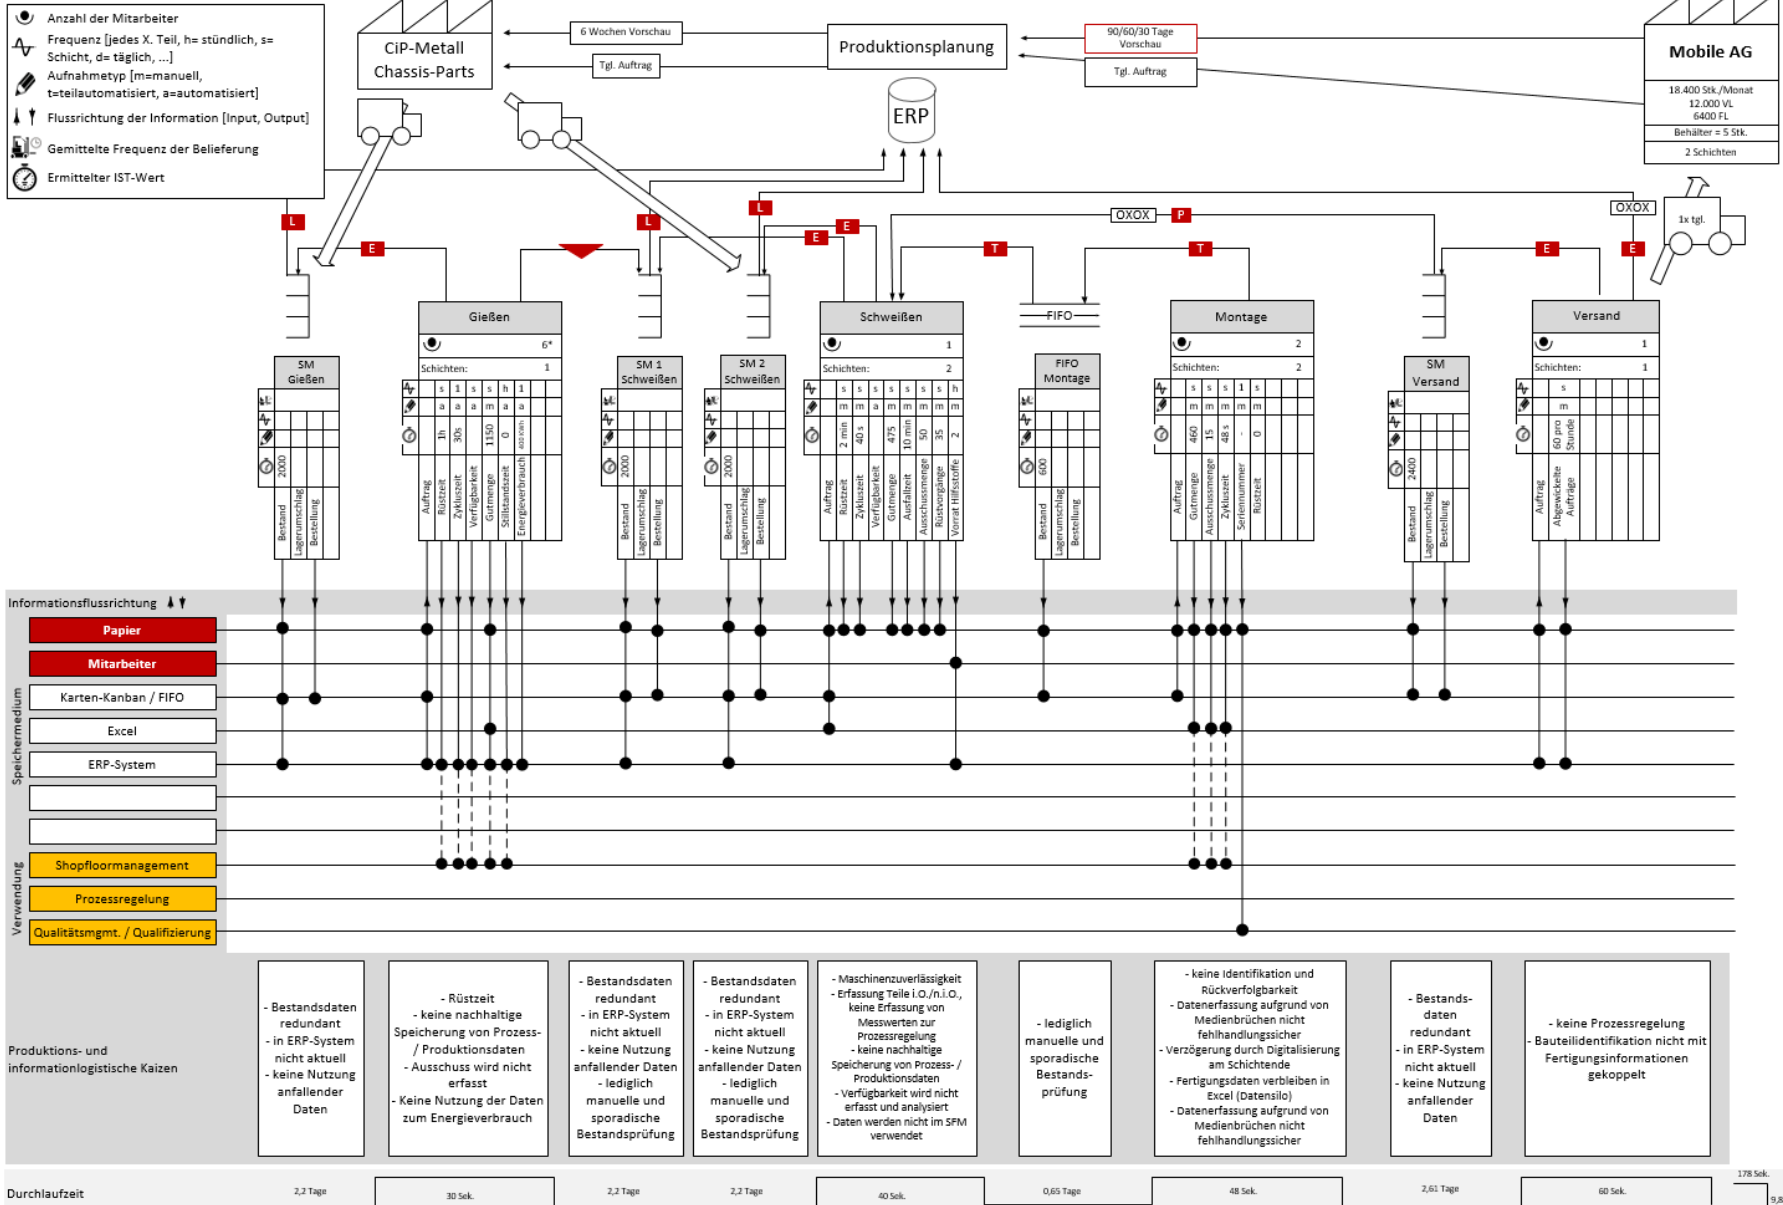 Anzahl der Mitarbeiter
Frequenz [jedes X. Teil, h= stündlich, s=
Schicht, d= täglich, ...]
Aufnahmetyp [m=manuell,
t=teilautomatisiert, a=automatisiert]
Flussrichtung der Information [Input, Output]
Gemittelte Frequenz der Belieferung
Ermittelter IST-Wert
CiP-Metall
Chassis-Parts
6 Wochen Vorschau
Tgl. Auftrag
Produktionsplanung
ERP
90/60/30 Tage
Vorschau
Tgl. Auftrag
Mobile AG
18.400 Stk./Monat
12.000 VL
6400 FL
Behälter = 5 Stk.
2 Schichten
1x tgl.
L
E
L
L
E
E
OXOX
P
T
T
E
OXOX
E
SM
Gießen
2000
Bestand
Lagerumschlag
Bestellung
Gießen
6*
Schichten:
1
s 1 s s h 1
a a a m a a
1h
30s
1150
0
Auftrag
Rüstzeit
Zykluszeit
Verfügbarkeit
Gutmenge
Stillstandszeit
Energieverbrauch
SM 1
Schweißen
2000
Bestand
Lagerumschlag
Bestellung
SM 2
Schweißen
2000
Bestand
Lagerumschlag
Bestellung
Schweißen
1
Schichten:
2
s s s s s s s h
m m a m m m m m
2 min
40 s
475
10 min
50
35
2
Auftrag
Rüstzeit
Zykluszeit
Verfügbarkeit
Gutmenge
Ausfallzeit
Ausschussmenge
Rüstvorgänge
Vorrat Hilfsstoffe
FIFO
FIFO
Montage
600
Bestand
Lagerumschlag
Bestellung
Montage
2
Schichten:
2
s s s 1 s
m m m m m
460
15
48 s
-
0
Auftrag
Gutmenge
Ausschussmenge
Zykluszeit
Seriennummer
Rüstzeit
SM
Versand
2400
Bestand
Lagerumschlag
Bestellung
Versand
1
Schichten:
1
s
m
60 pro
Stunde
Auftrag
Abgewickelte
Aufträge
Informationsflussrichtung
Speichermedium
Papier
Mitarbeiter
Karten-Kanban / FIFO
Excel
ERP-System
Verwendung
Shopfloormanagement
Prozessregelung
Qualitätsmgmt. / Qualifizierung
Produktions- und
informationlogistische Kaizen
- Bestandsdaten
redundant
- in ERP-System
nicht aktuell
- keine Nutzung
anfallender
Daten
- Rüstzeit
- keine nachhaltige
Speicherung von Prozess-
/ Produktionsdaten
- Ausschuss wird nicht
erfasst
- Keine Nutzung der Daten
zum Energieverbrauch
- Bestandsdaten
redundant
- in ERP-System
nicht aktuell
- keine Nutzung
anfallender Daten
- lediglich
manuelle und
sporadische
Bestandsprüfung
- Bestandsdaten
redundant
- in ERP-System
nicht aktuell
- keine Nutzung
anfallender Daten
- lediglich
manuelle und
sporadische
Bestandsprüfung
- Maschinenzuverlässigkeit
- Erfassung Teile i.O./n.i.O.,
keine Erfassung von
Messwerten zur
Prozessregelung
- keine nachhaltige
Speicherung von Prozess- /
Produktionsdaten
- Verfügbarkeit wird nicht
erfasst und analysiert
- Daten werden nicht im SFM
verwendet
- lediglich
manuelle und
sporadische
Bestands-
prüfung
- keine Identifikation und
Rückverfolgbarkeit
- Datenerfassung aufgrund von
Medienbrüchen nicht
fehlhandlungssicher
- Verzögerung durch Digitalisierung
am Schichtende
- Fertigungsdaten verbleiben in
Excel (Datensilo)
- Datenerfassung aufgrund von
Medienbrüchen nicht
fehlhandlungssicher
- Bestands-
daten
redundant
- in ERP-System
nicht aktuell
- keine Nutzung
anfallender
Daten
- keine Prozessregelung
- Bauteilidentifikation nicht mit
Fertigungsinformationen
gekoppelt
Durchlaufzeit
2,2 Tage
30 Sek.
2,2 Tage
2,2 Tage
40 Sek.
0,65 Tage
48 Sek.
2,61 Tage
60 Sek.
178 Sek.
9,8